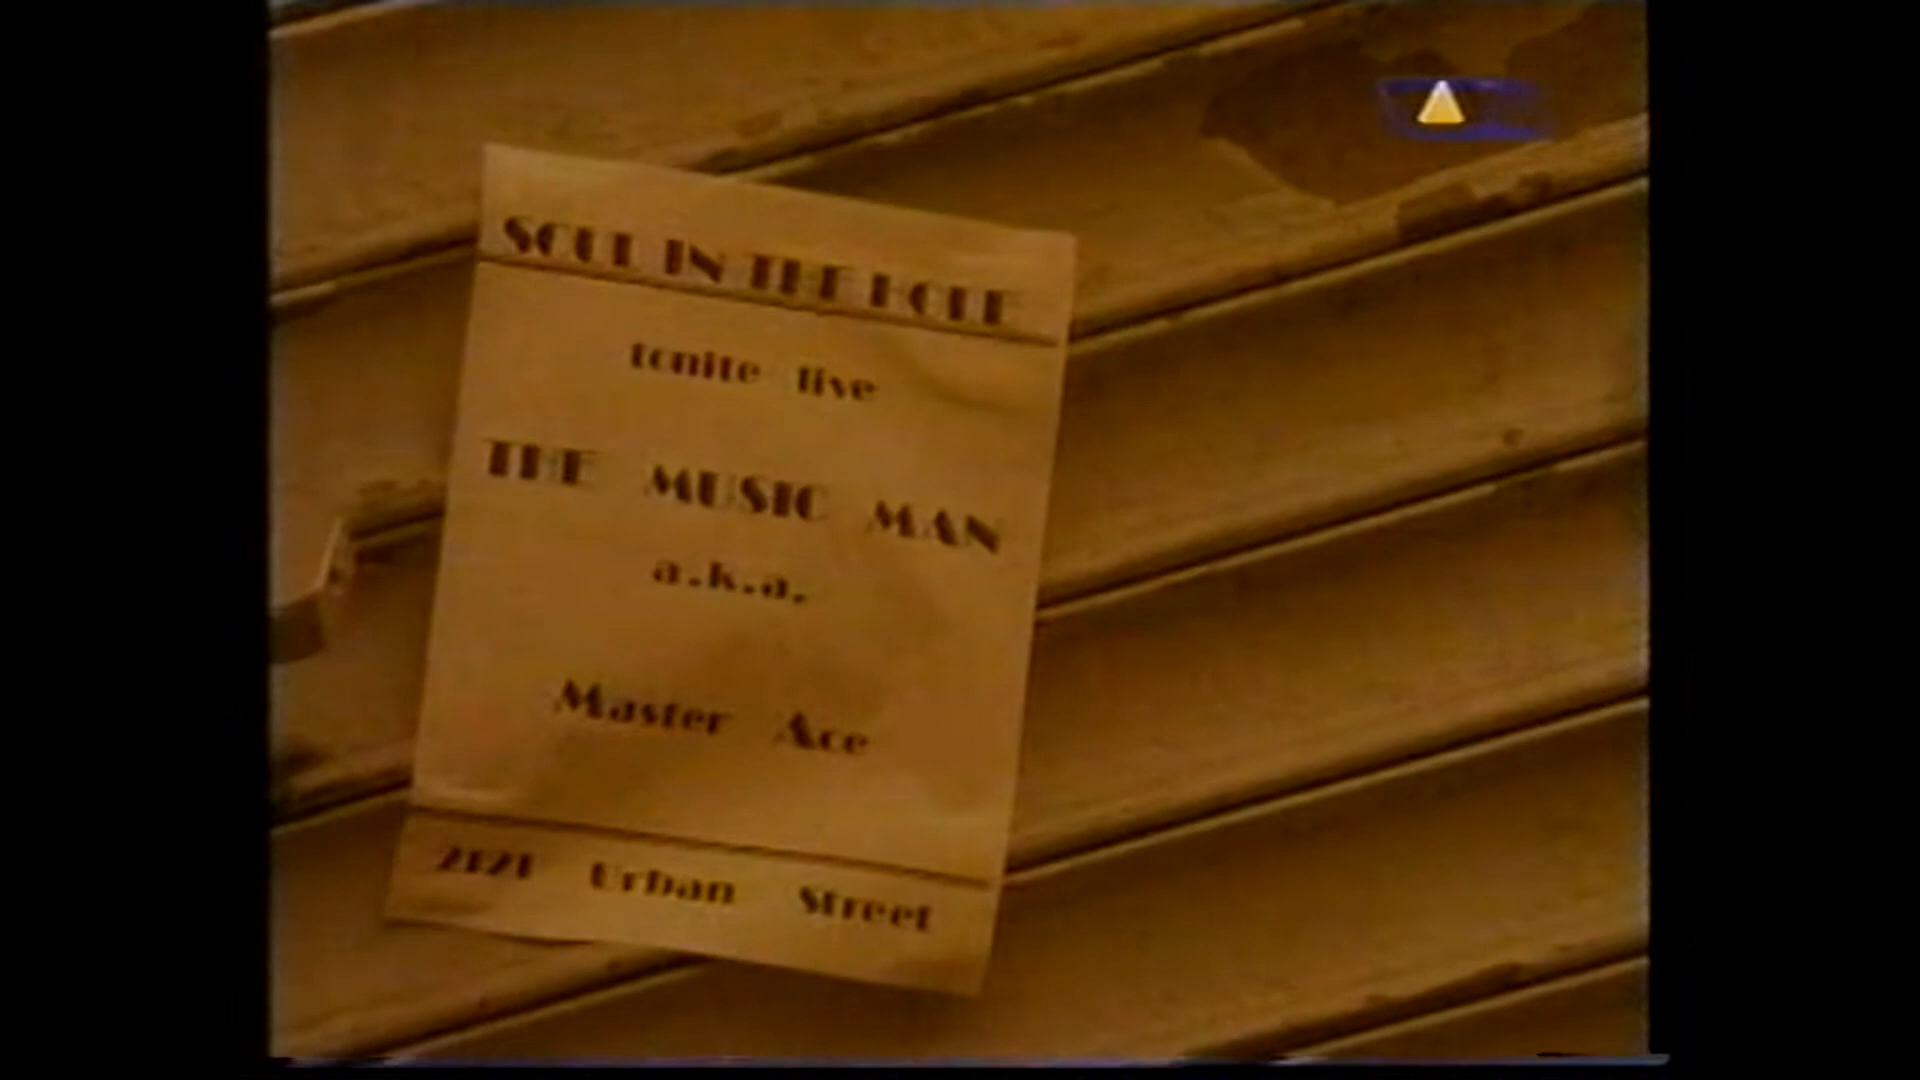 SOUL IN THE HOLE
tonite live
THE MUSIC MAN
a.k.a.
Master Ace
2121 Urban Street